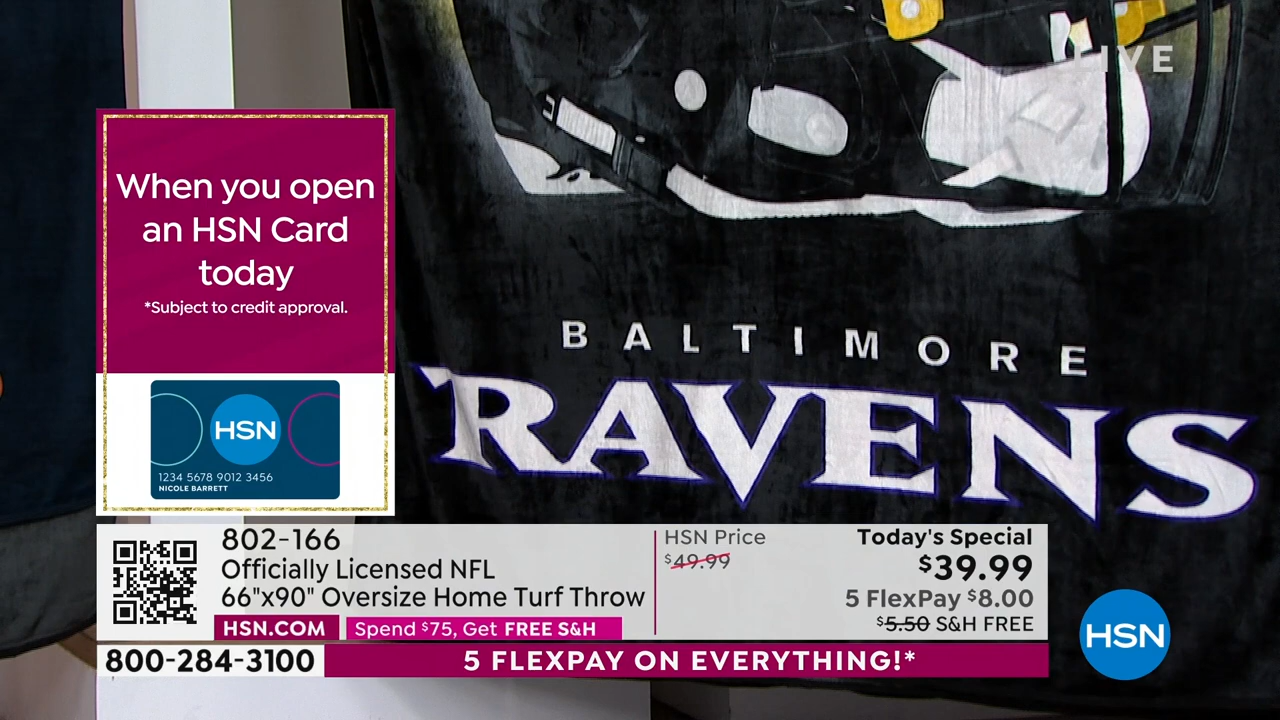 LIVE
When you open
an HSN Card
today
*Subject to credit approval.
HSN
1234 5678 9012 3456
NICOLE BARRETT
BALTIMORE
RAVENS
802-166
Officially Licensed NFL
66"x90" Oversize Home Turf Throw
HSN.COM
Spend $75, Get FREE S&H
HSN Price
$49.99
Today's Special
$39.99
5 FlexPay $8.00
$5.50 S&H FREE
800-284-3100
5 FLEXPAY ON EVERYTHING!*
HSN